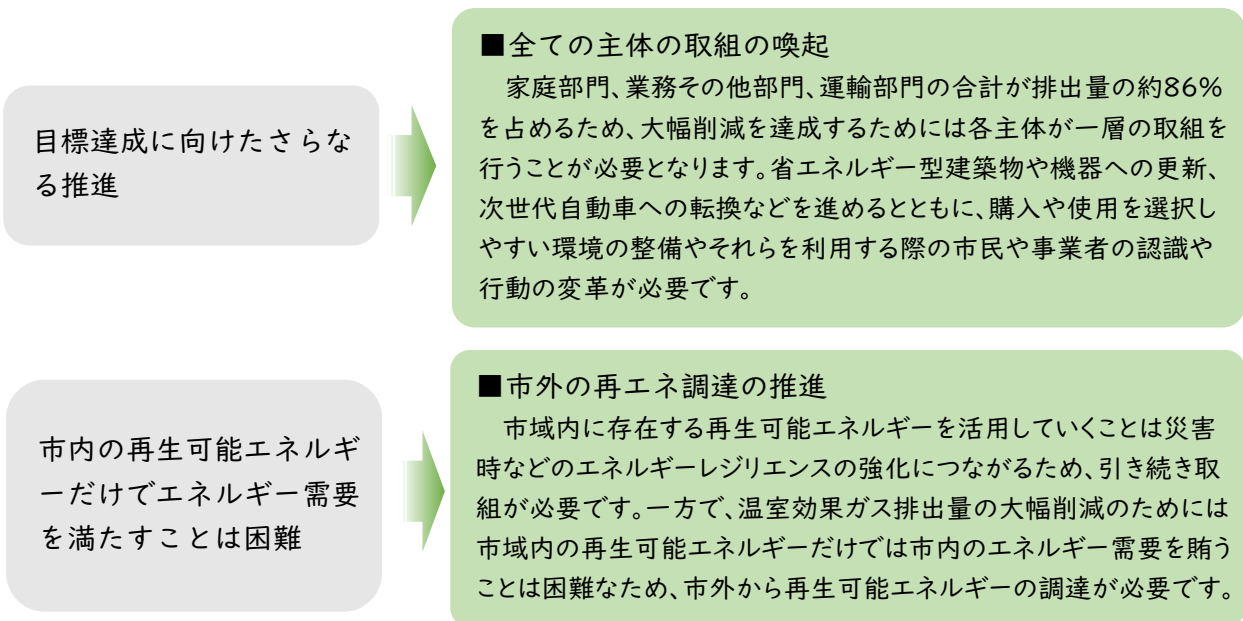 目標達成に向けたさらな
る推進
■全ての主体の取組の喚起
　家庭部門、業務その他部門、運輸部門の合計が排出量の約86%
を占めるため、大幅削減を達成するためには各主体が一層の取組を
行うことが必要となります。省エネルギー型建築物や機器への更新、
次世代自動車への転換などを進めるとともに、購入や使用を選択し
やすい環境の整備やそれらを利用する際の市民や事業者の認識や
行動の変革が必要です。
市内の再生可能エネルギ
ーだけでエネルギー需要
を満たすことは困難
■市外の再エネ調達の推進
　市域内に存在する再生可能エネルギーを活用していくことは災害
時などのエネルギーレジリエンスの強化につながるため、引き続き取
組が必要です。一方で、温室効果ガス排出量の大幅削減のためには
市域内の再生可能エネルギーだけでは市内のエネルギー需要を賄う
ことは困難なため、市外から再生可能エネルギーの調達が必要です。